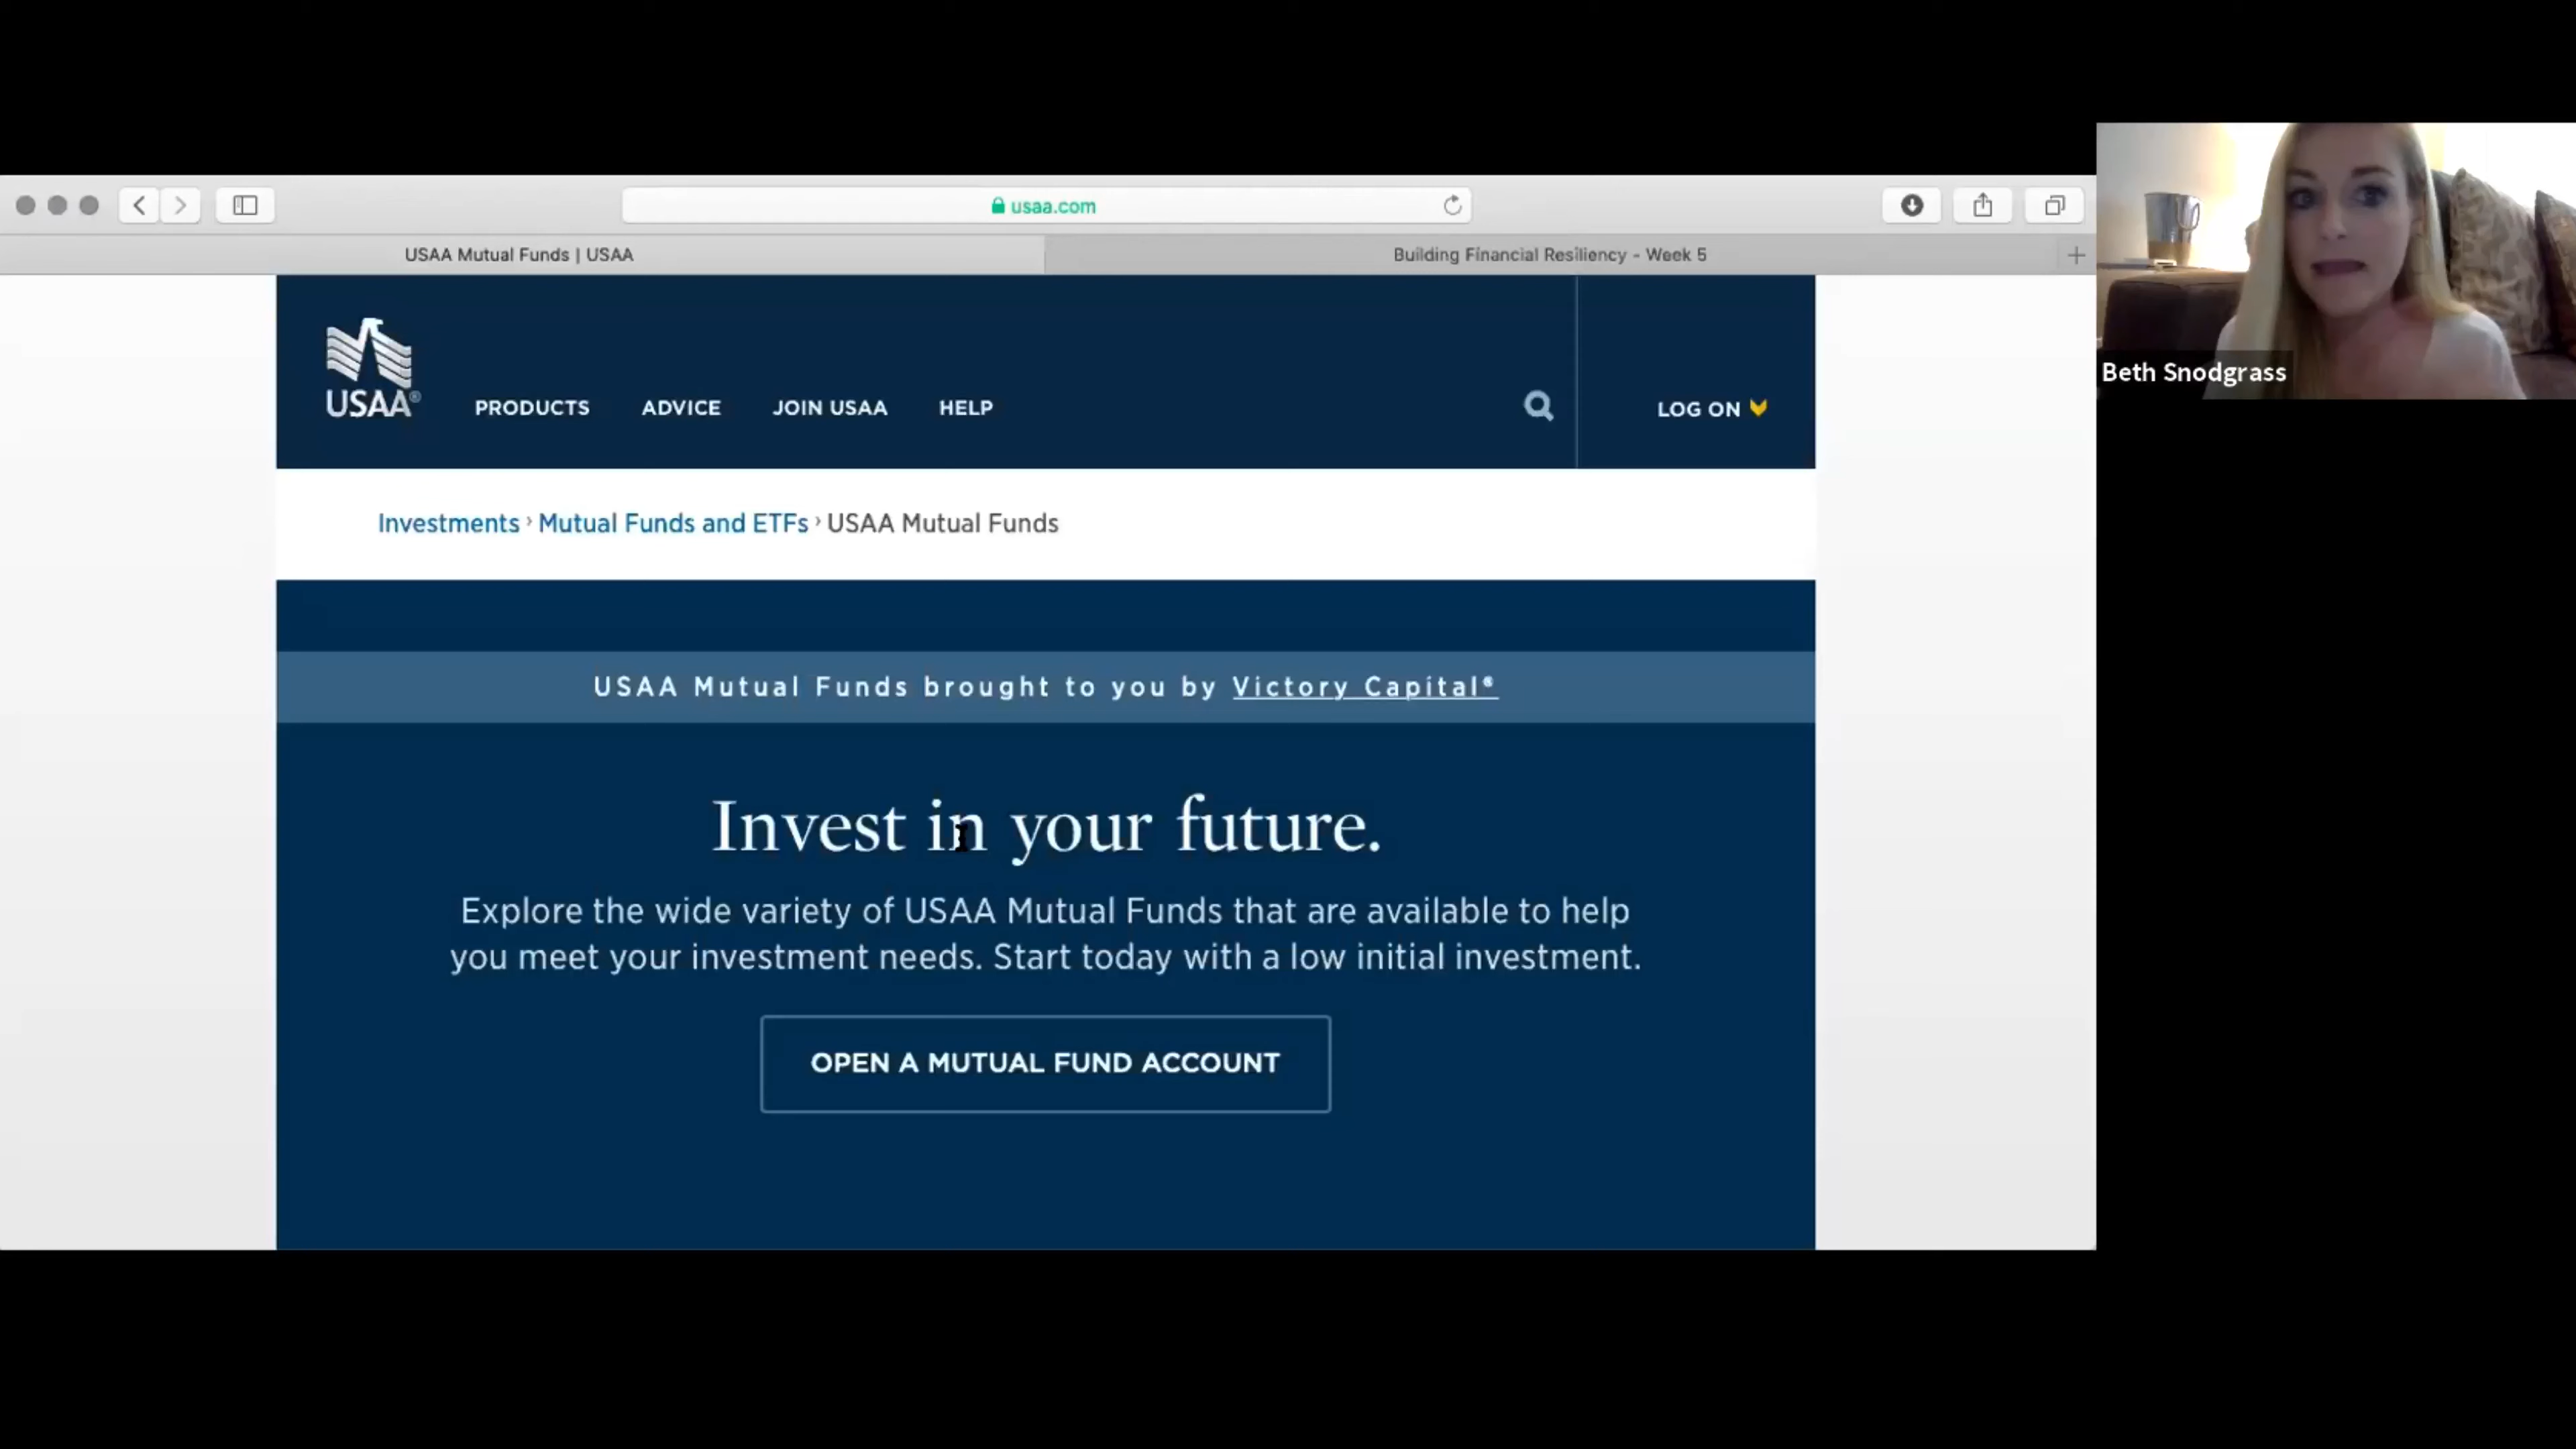 usaa.com
USAA Mutual Funds | USAA
Building Financial Resiliency - Week 5
USAA®
PRODUCTS
ADVICE
JOIN USAA
HELP
LOG ON
Investments › Mutual Funds and ETFs › USAA Mutual Funds
USAA Mutual Funds brought to you by Victory Capital®
Invest in your future.
Explore the wide variety of USAA Mutual Funds that are available to help
you meet your investment needs. Start today with a low initial investment.
OPEN A MUTUAL FUND ACCOUNT
Beth Snodgrass